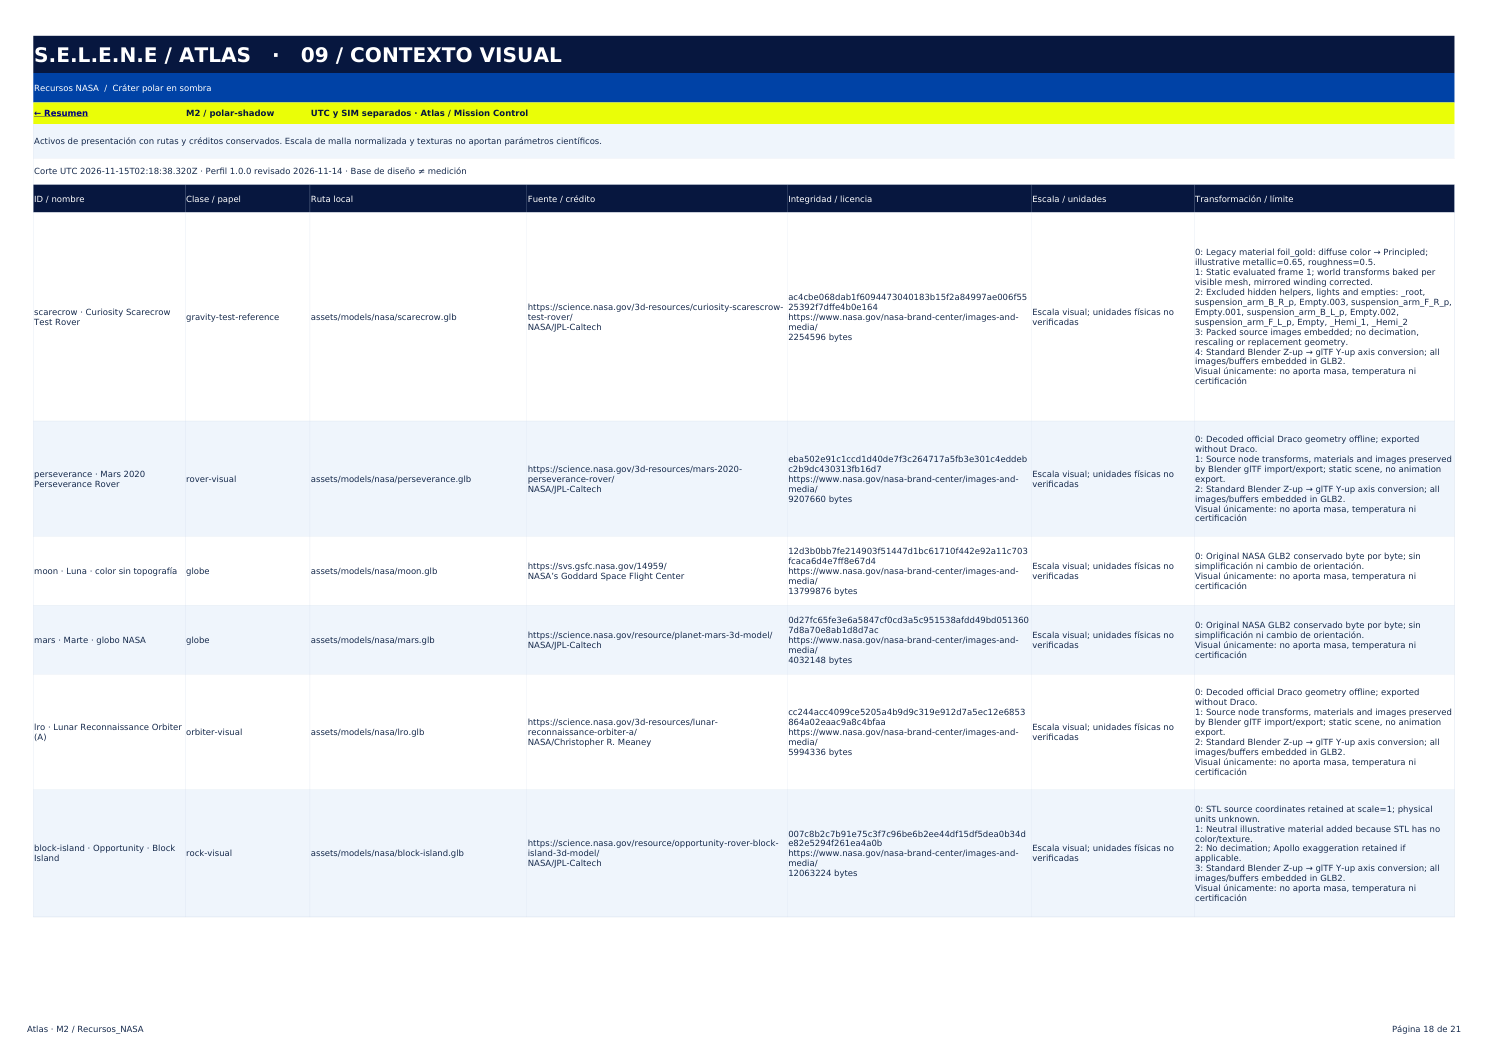 S.E.L.E.N.E / ATLAS · 09 / CONTEXTO VISUAL
Recursos NASA / Cráter polar en sombra
← Resumen
M2 / polar-shadow
UTC y SIM separados · Atlas / Mission Control
Activos de presentación con rutas y créditos conservados. Escala de malla normalizada y texturas no aportan parámetros científicos.
Corte UTC 2026-11-15T02:18:38.320Z · Perfil 1.0.0 revisado 2026-11-14 · Base de diseño ≠ medición
ID / nombre
Clase / papel
Ruta local
Fuente / crédito
Integridad / licencia
Escala / unidades
Transformación / límite
scarecrow · Curiosity Scarecrow
Test Rover
gravity-test-reference
assets/models/nasa/scarecrow.glb
https://science.nasa.gov/3d-resources/curiosity-scarescrow-
test-rover/
NASA/JPL-Caltech
ac4cbe068dab1f6094473040183b15f2a84997ae006f55
25392f7dffe4b0e164
https://www.nasa.gov/nasa-brand-center/images-and-
media/
2254596 bytes
Escala visual; unidades físicas no
verificadas
0: Legacy material foil_gold: diffuse color → Principled;
illustrative metallic=0.65, roughness=0.5.
1: Static evaluated frame 1; world transforms baked per
visible mesh, mirrored winding corrected.
2: Excluded hidden helpers, lights and empties: _root,
suspension_arm_B_R_p, Empty.003, suspension_arm_F_R_p,
Empty.001, suspension_arm_B_L_p, Empty.002,
suspension_arm_F_L_p, Empty, _Hemi_1, _Hemi_2
3: Packed source images embedded; no decimation,
rescaling or replacement geometry.
4: Standard Blender Z-up → glTF Y-up axis conversion; all
images/buffers embedded in GLB2.
Visual únicamente: no aporta masa, temperatura ni
certificación
perseverance · Mars 2020
Perseverance Rover
rover-visual
assets/models/nasa/perseverance.glb
https://science.nasa.gov/3d-resources/mars-2020-
perseverance-rover/
NASA/JPL-Caltech
eba502e91c1ccd1d40de7f3c264717a5fb3e301c4eddeb
c2b9dc430313fb16d7
https://www.nasa.gov/nasa-brand-center/images-and-
media/
9207660 bytes
Escala visual; unidades físicas no
verificadas
0: Decoded official Draco geometry offline; exported
without Draco.
1: Source node transforms, materials and images preserved
by Blender glTF import/export; static scene, no animation
export.
2: Standard Blender Z-up → glTF Y-up axis conversion; all
images/buffers embedded in GLB2.
Visual únicamente: no aporta masa, temperatura ni
certificación
moon · Luna · color sin topografía
globe
assets/models/nasa/moon.glb
https://svs.gsfc.nasa.gov/14959/
NASA's Goddard Space Flight Center
12d3b0bb7fe214903f51447d1bc61710f442e92a11c703
fcaca6d4e7ff8e67d4
https://www.nasa.gov/nasa-brand-center/images-and-
media/
13799876 bytes
Escala visual; unidades físicas no
verificadas
0: Original NASA GLB2 conservado byte por byte; sin
simplificación ni cambio de orientación.
Visual únicamente: no aporta masa, temperatura ni
certificación
mars · Marte · globo NASA
globe
assets/models/nasa/mars.glb
https://science.nasa.gov/resource/planet-mars-3d-model/
NASA/JPL-Caltech
0d27fc65fe3e6a5847cf0cd3a5c951538afdd49bd051360
7d8a70e8ab1d8d7ac
https://www.nasa.gov/nasa-brand-center/images-and-
media/
4032148 bytes
Escala visual; unidades físicas no
verificadas
0: Original NASA GLB2 conservado byte por byte; sin
simplificación ni cambio de orientación.
Visual únicamente: no aporta masa, temperatura ni
certificación
lro · Lunar Reconnaissance Orbiter
(A)
orbiter-visual
assets/models/nasa/lro.glb
https://science.nasa.gov/3d-resources/lunar-
reconnaissance-orbiter-a/
NASA/Christopher R. Meaney
cc244acc4099ce5205a4b9d9c319e912d7a5ec12e6853
864a02eaac9a8c4bfaa
https://www.nasa.gov/nasa-brand-center/images-and-
media/
5994336 bytes
Escala visual; unidades físicas no
verificadas
0: Decoded official Draco geometry offline; exported
without Draco.
1: Source node transforms, materials and images preserved
by Blender glTF import/export; static scene, no animation
export.
2: Standard Blender Z-up → glTF Y-up axis conversion; all
images/buffers embedded in GLB2.
Visual únicamente: no aporta masa, temperatura ni
certificación
block-island · Opportunity · Block
Island
rock-visual
assets/models/nasa/block-island.glb
https://science.nasa.gov/resource/opportunity-rover-block-
island-3d-model/
NASA/JPL-Caltech
007c8b2c7b91e75c3f7c96be6b2ee44df15df5dea0b34d
e82e5294f261ea4a0b
https://www.nasa.gov/nasa-brand-center/images-and-
media/
12063224 bytes
Escala visual; unidades físicas no
verificadas
0: STL source coordinates retained at scale=1; physical
units unknown.
1: Neutral illustrative material added because STL has no
color/texture.
2: No decimation; Apollo exaggeration retained if
applicable.
3: Standard Blender Z-up → glTF Y-up axis conversion; all
images/buffers embedded in GLB2.
Visual únicamente: no aporta masa, temperatura ni
certificación
Atlas · M2 / Recursos_NASA
Página 18 de 21